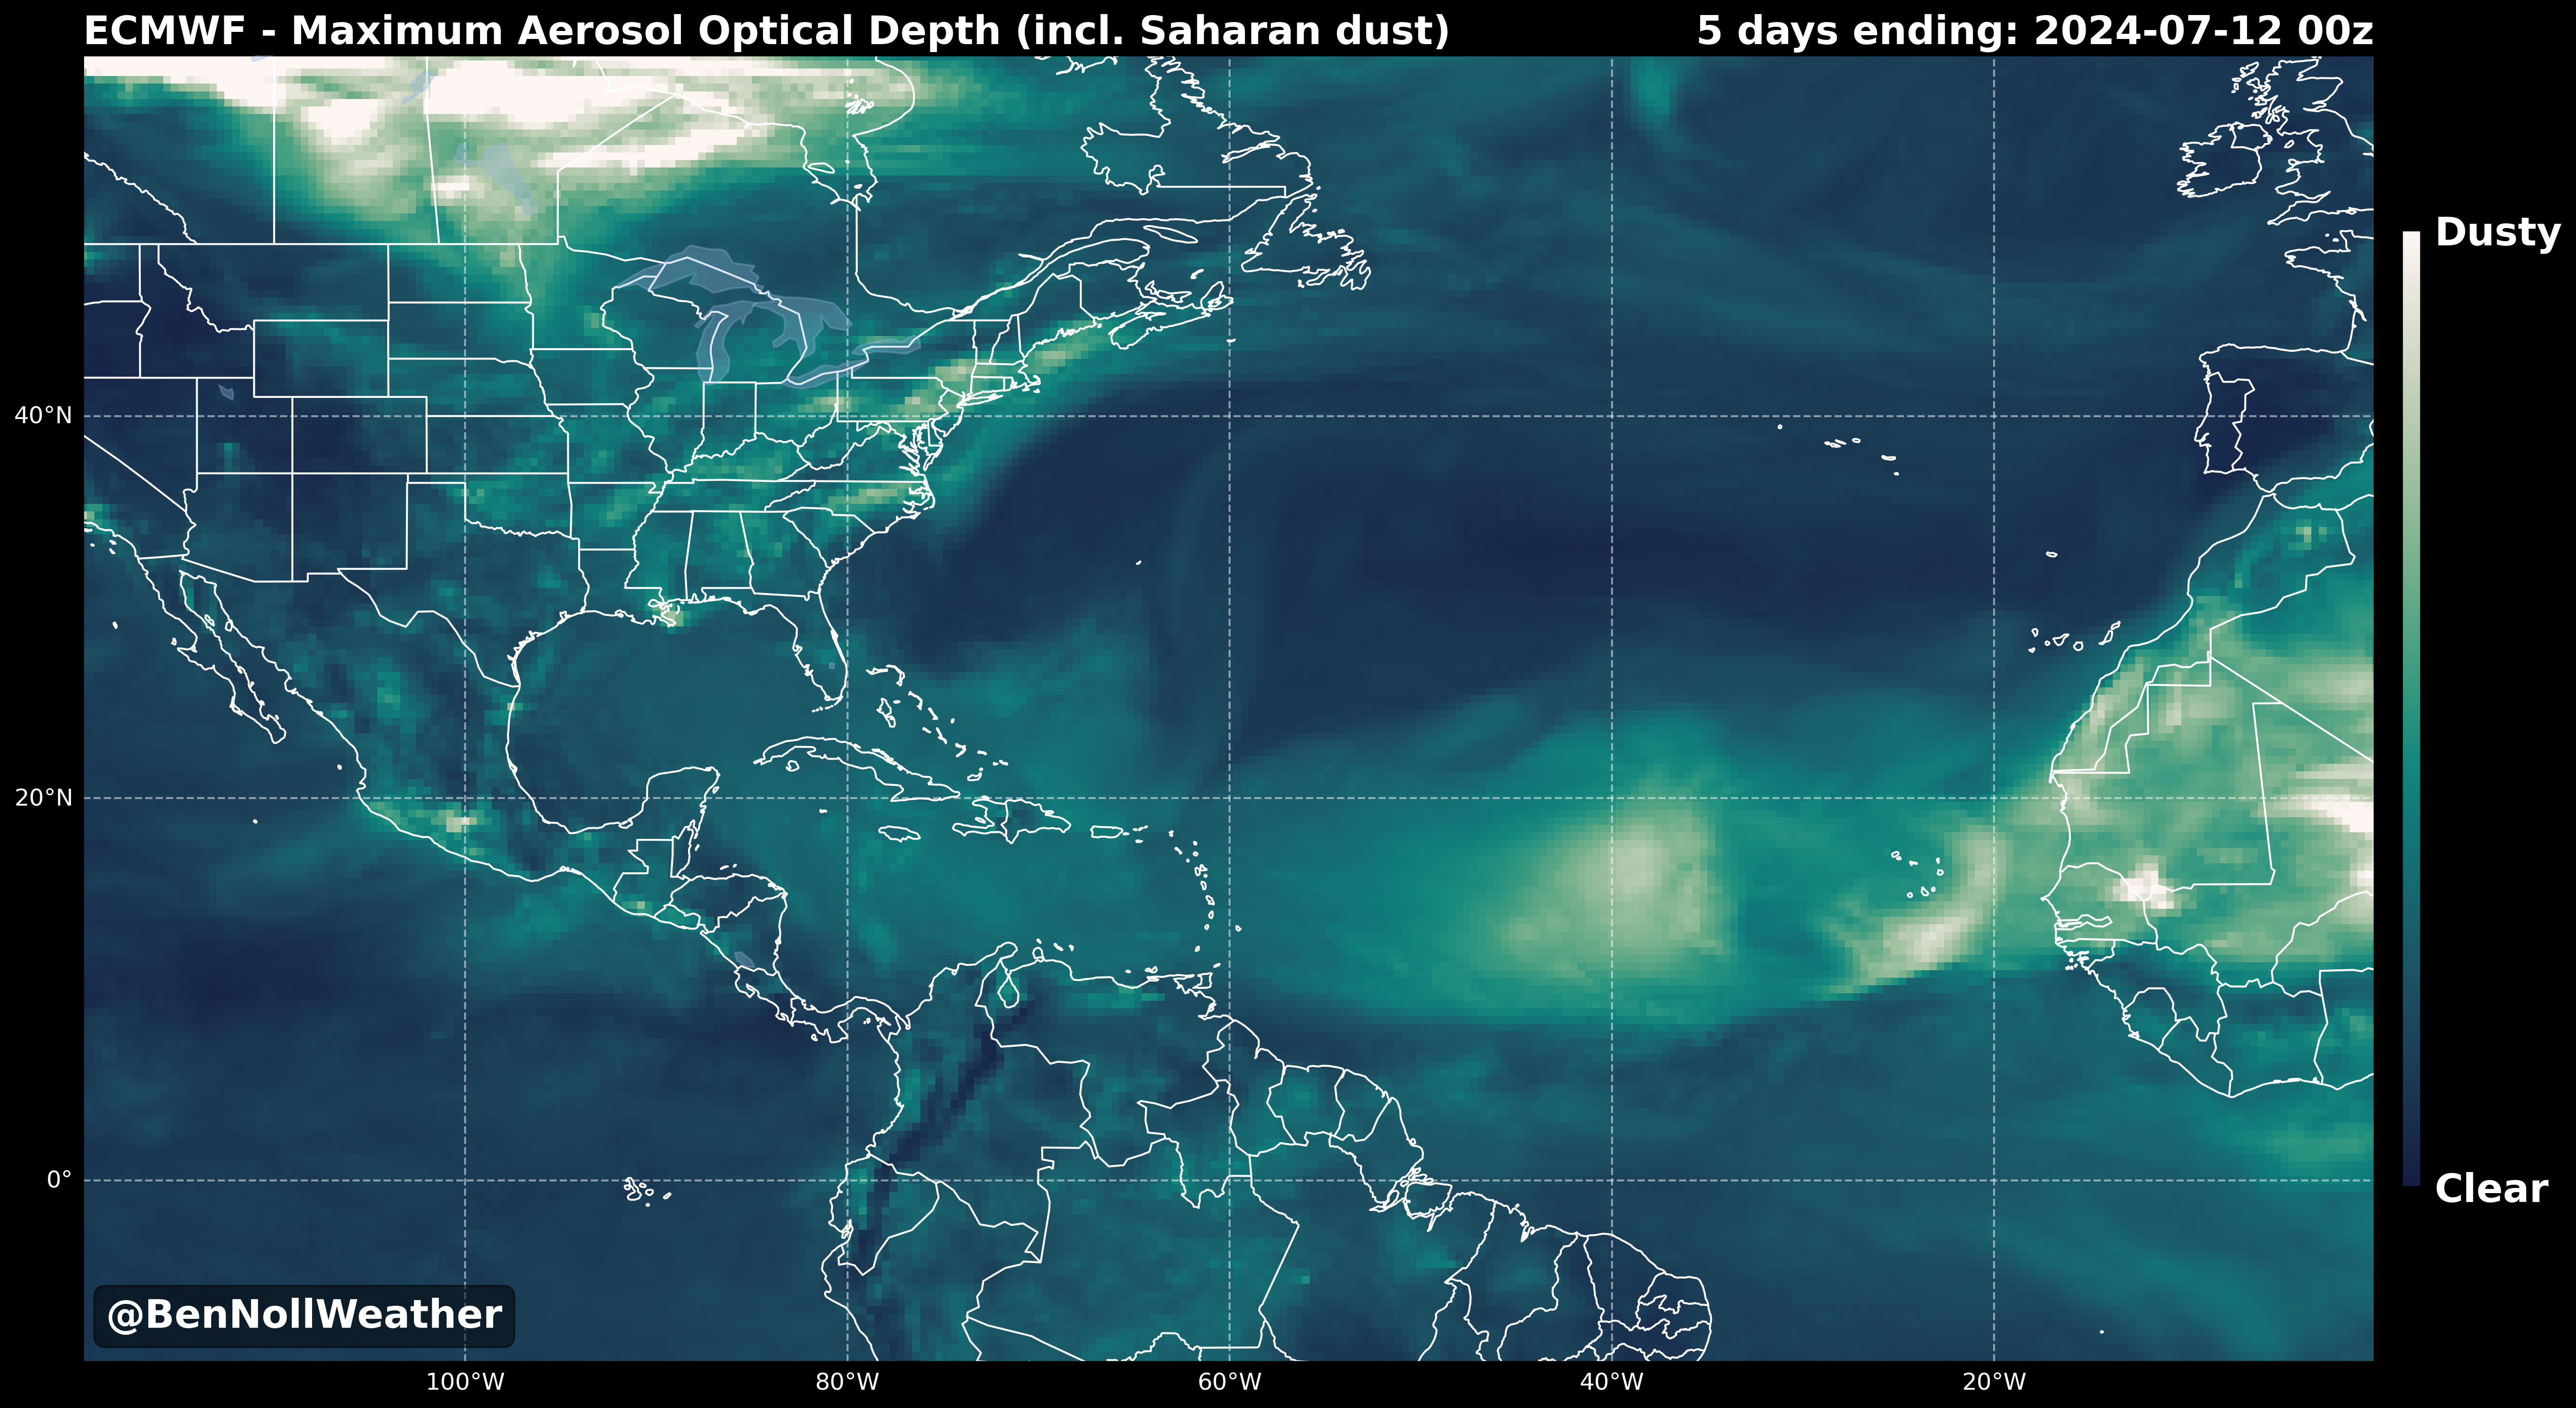 ECMWF - Maximum Aerosol Optical Depth (incl. Saharan dust)
5 days ending: 2024-07-12 00z
Dusty
40°N
20°N
0°
Clear
@BenNollWeather
100°W
80°W
60°W
40°W
20°W